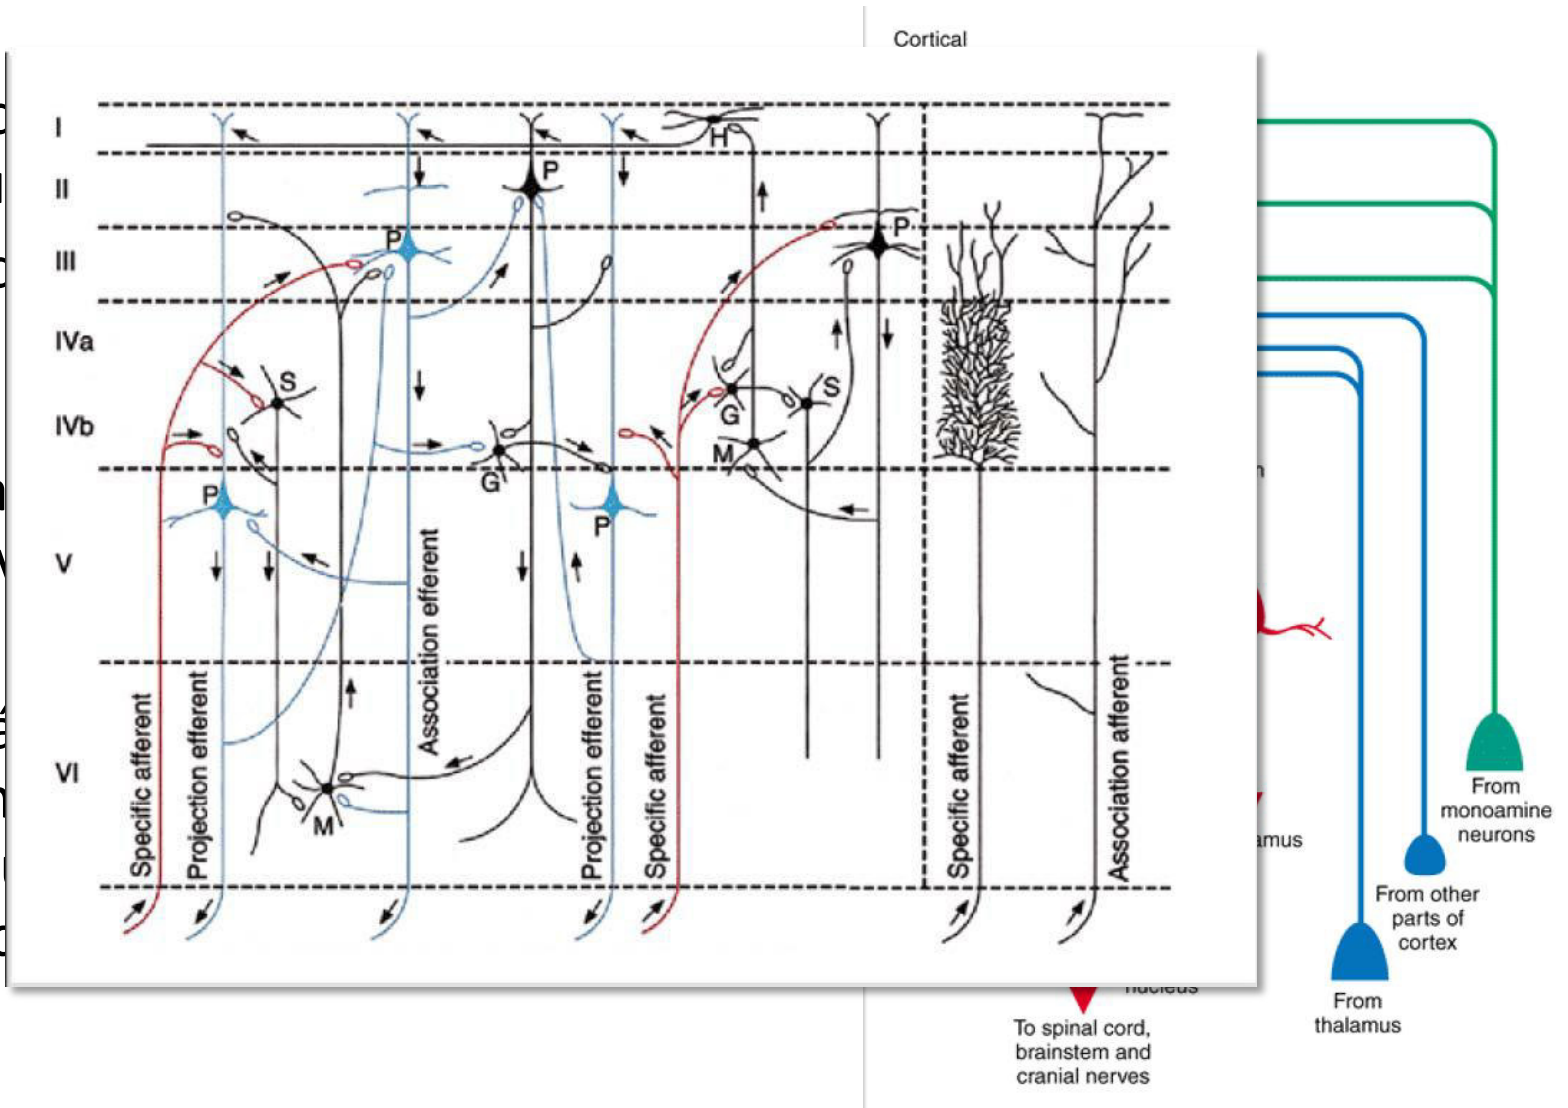 Cortical
I
H
II
P
P
P
III
IVa
S
S
G
IVb
M
G
P
P
V
VI
M
Specific afferent
Projection efferent
Association efferent
Projection efferent
Specific afferent
Specific afferent
Association afferent
From
monoamine
neurons
From other
parts of
cortex
From
thalamus
nucleus
To spinal cord,
brainstem and
cranial nerves